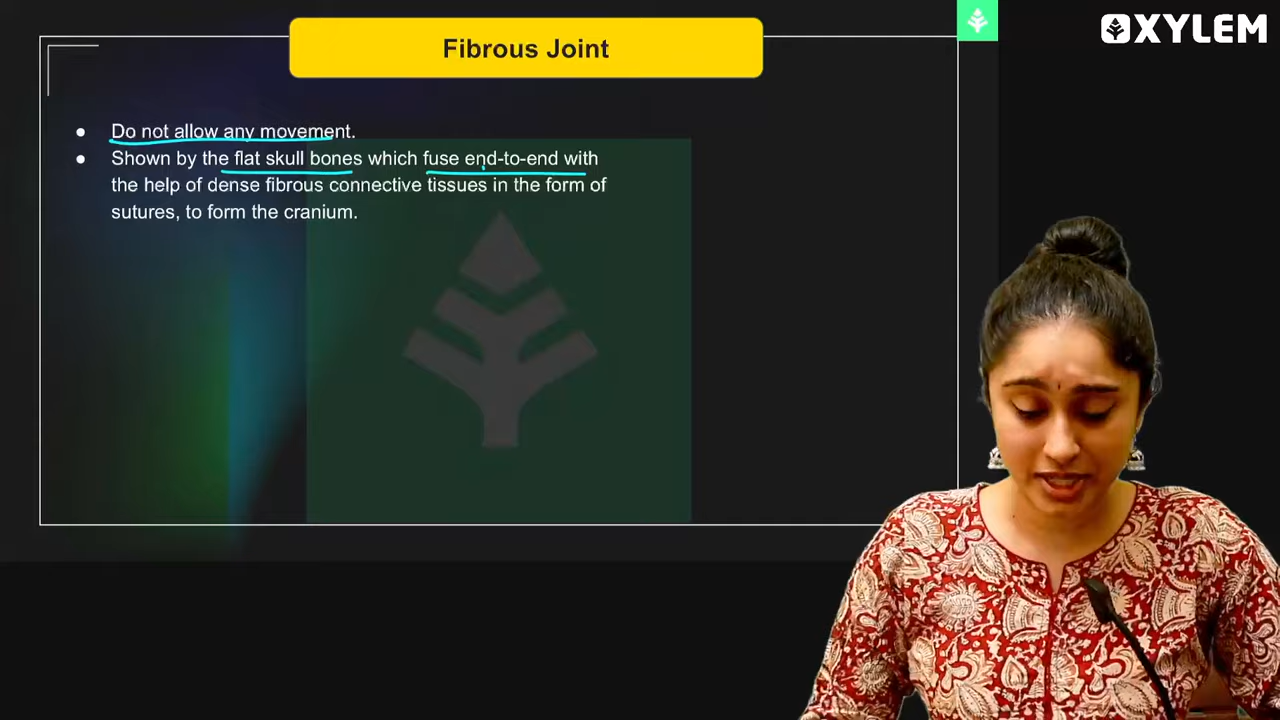 Fibrous Joint
XYLEM
Do not allow any movement.
Shown by the flat skull bones which fuse end-to-end with
the help of dense fibrous connective tissues in the form of
sutures, to form the cranium.